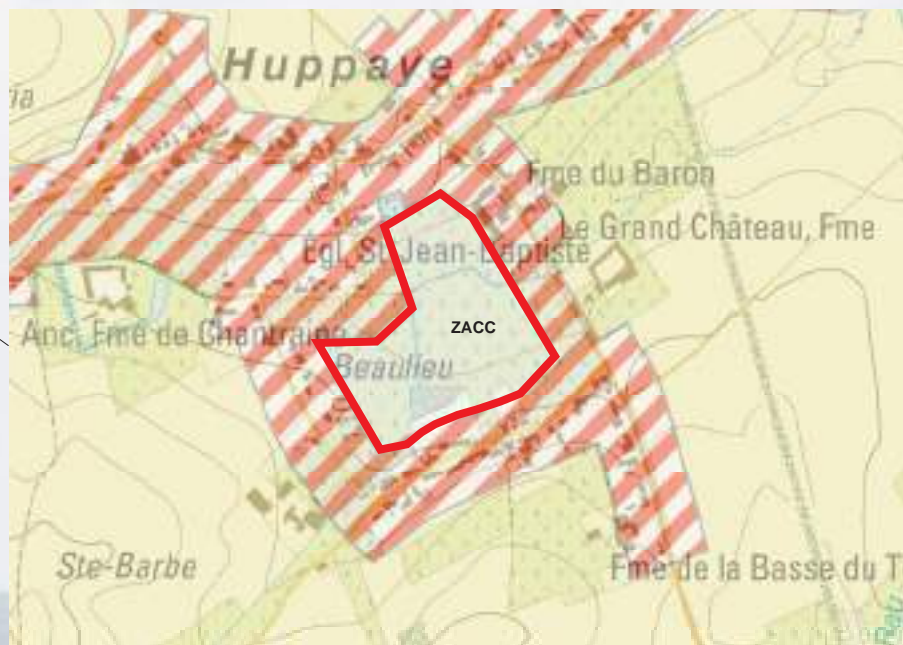 Huppaye
Fme du Baron
Le Grand Château, Fme
Égl. St-Jean-Baptiste
ZACC
Anc. Fme de Chantraine
Beaulieu
Ste-Barbe
Fme de la Basse du T